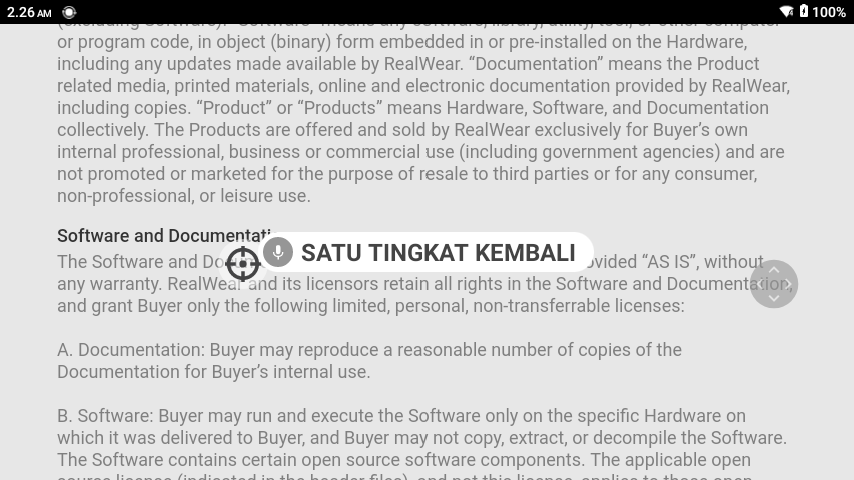 2.26 AM 100%
or program code, in object (binary) form embedded in or pre-installed on the Hardware,
including any updates made available by RealWear. “Documentation” means the Product
related media, printed materials, online and electronic documentation provided by RealWear,
including copies. “Product” or “Products” means Hardware, Software, and Documentation
collectively. The Products are offered and sold by RealWear exclusively for Buyer’s own
internal professional, business or commercial use (including government agencies) and are
not promoted or marketed for the purpose of resale to third parties or for any consumer,
non-professional, or leisure use.
Software and Documentati
SATU TINGKAT KEMBALI
The Software and Do ovided “AS IS”, without
any warranty. RealWear and its licensors retain all rights in the Software and Documentation,
and grant Buyer only the following limited, personal, non-transferrable licenses:
A. Documentation: Buyer may reproduce a reasonable number of copies of the
Documentation for Buyer’s internal use.
B. Software: Buyer may run and execute the Software only on the specific Hardware on
which it was delivered to Buyer, and Buyer may not copy, extract, or decompile the Software.
The Software contains certain open source software components. The applicable open